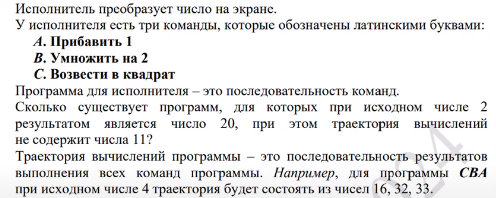 Исполнитель преобразует число на экране.
У исполнителя есть три команды, которые обозначены латинскими буквами:
A. Прибавить 1
B. Умножить на 2
C. Возвести в квадрат
Программа для исполнителя – это последовательность команд.
Сколько существует программ, для которых при исходном числе 2
результатом является число 20, при этом траектория вычислений
не содержит числа 11?
Траектория вычислений программы – это последовательность результатов
выполнения всех команд программы. Например, для программы CBA
при исходном числе 4 траектория будет состоять из чисел 16, 32, 33.